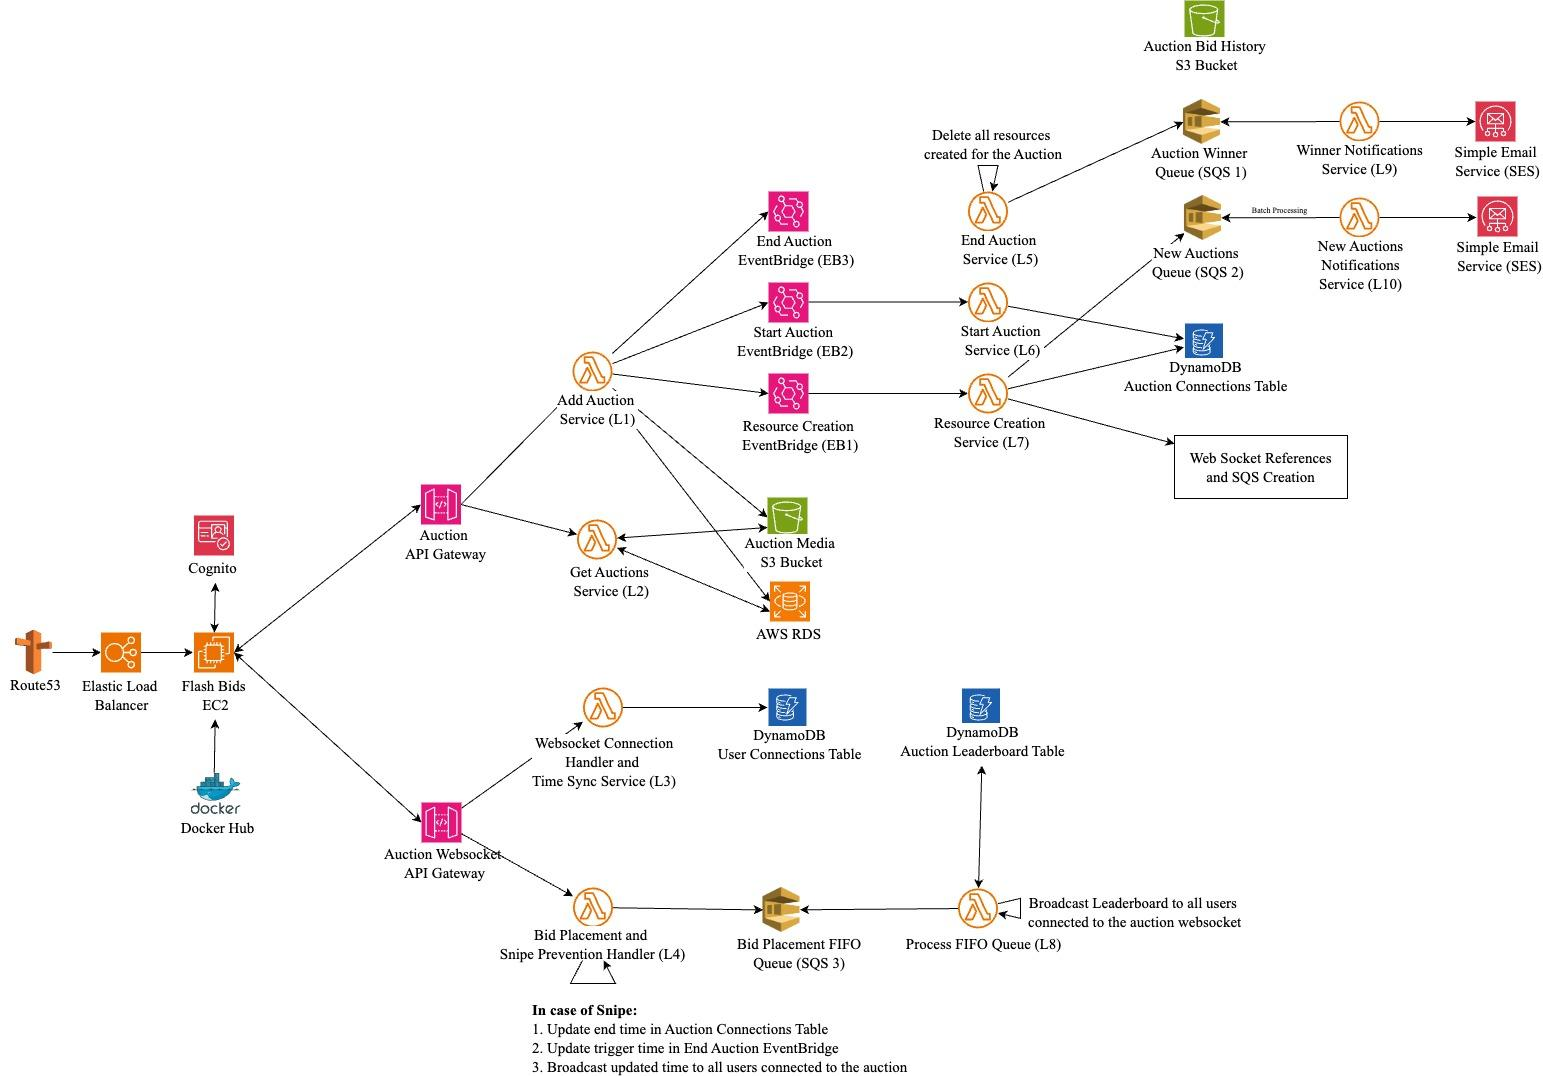 Auction Bid History
S3 Bucket
Delete all resources
created for the Auction
Auction Winner
Queue (SQS 1)
Winner Notifications
Service (L9)
Simple Email
Service (SES)
End Auction
EventBridge (EB3)
End Auction
Service (L5)
Batch Processing
New Auctions
Queue (SQS 2)
New Auctions
Notifications
Service (L10)
Simple Email
Service (SES)
Start Auction
EventBridge (EB2)
Start Auction
Service (L6)
DynamoDB
Auction Connections Table
Add Auction
Service (L1)
Resource Creation
EventBridge (EB1)
Resource Creation
Service (L7)
Web Socket References
and SQS Creation
Auction
API Gateway
Get Auctions
Service (L2)
Auction Media
S3 Bucket
AWS RDS
Cognito
Route53
Elastic Load
Balancer
Flash Bids
EC2
docker
Docker Hub
Websocket Connection
Handler and
Time Sync Service (L3)
DynamoDB
User Connections Table
DynamoDB
Auction Leaderboard Table
Auction Websocket
API Gateway
Bid Placement and
Snipe Prevention Handler (L4)
Bid Placement FIFO
Queue (SQS 3)
Process FIFO Queue (L8)
Broadcast Leaderboard to all users
connected to the auction websocket
In case of Snipe:
1. Update end time in Auction Connections Table
2. Update trigger time in End Auction EventBridge
3. Broadcast updated time to all users connected to the auction